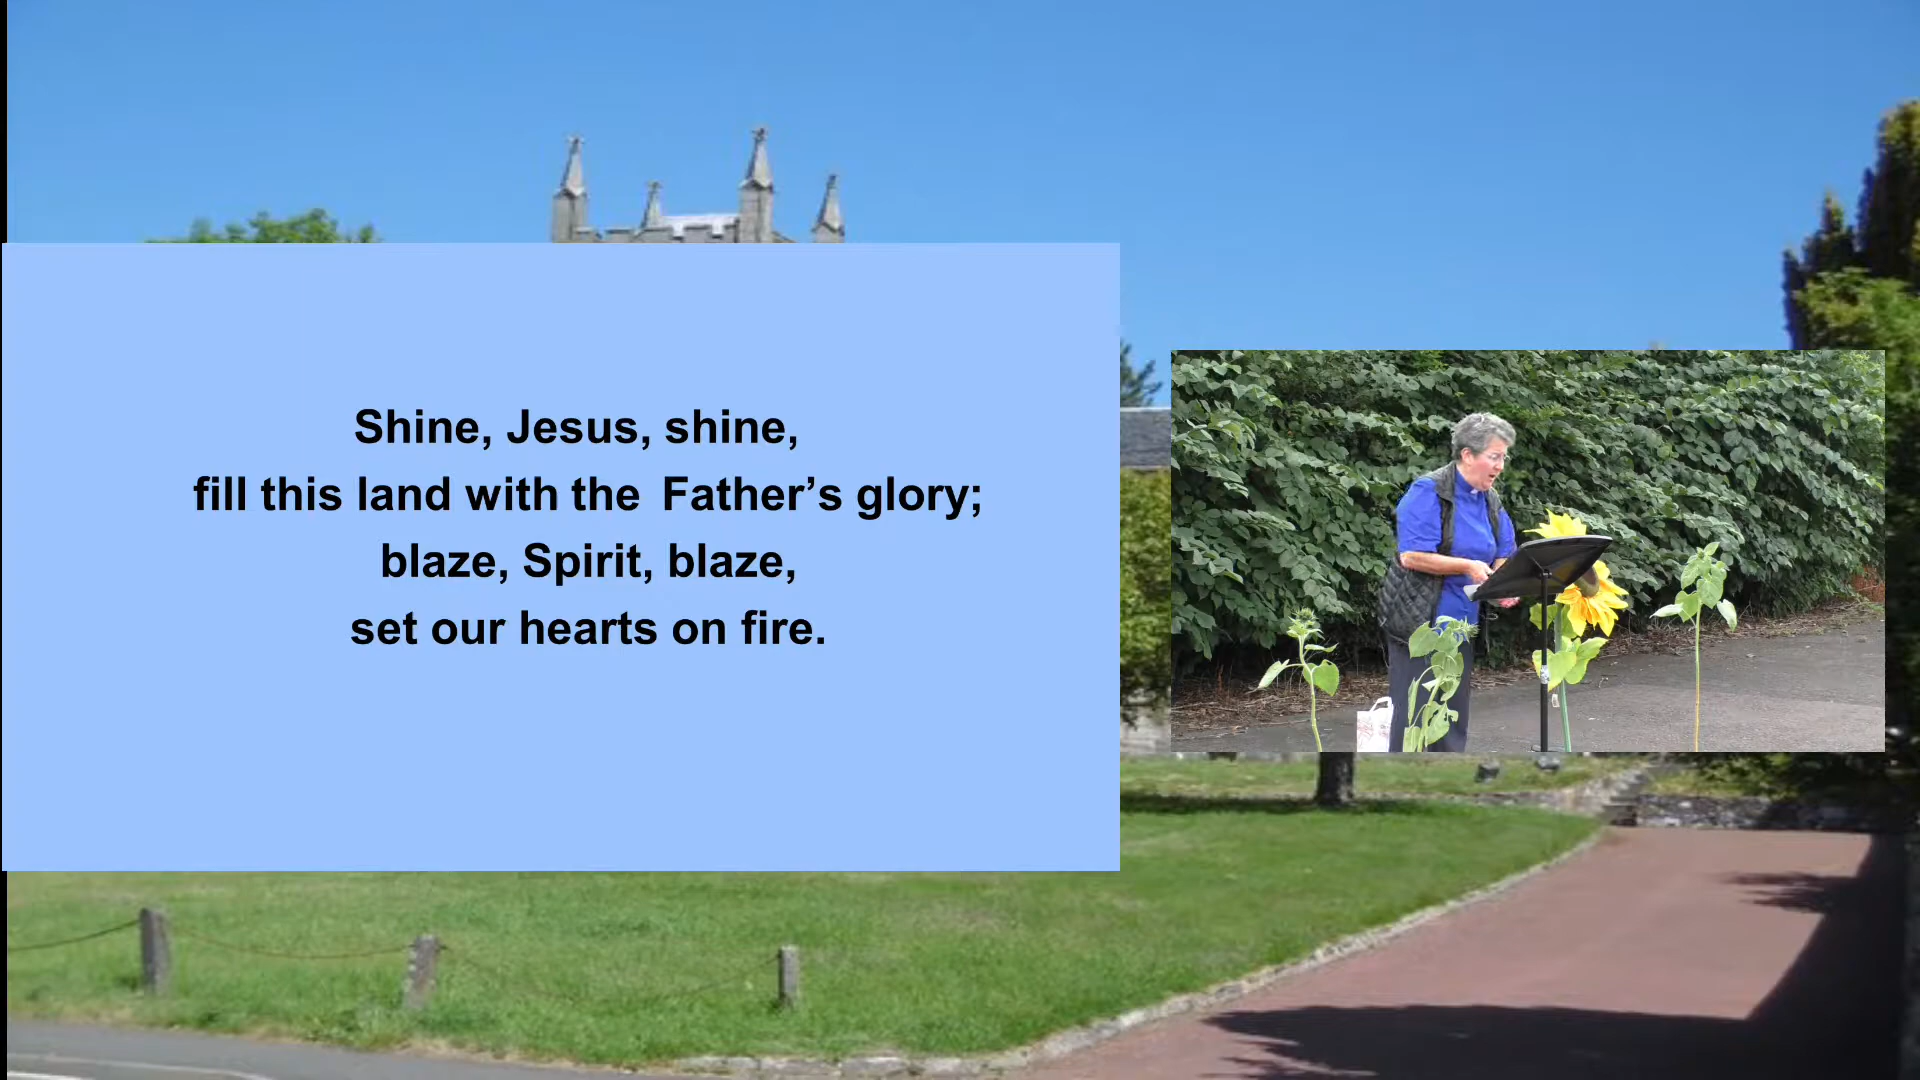 Shine, Jesus, shine,
fill this land with the Father’s glory;
blaze, Spirit, blaze,
set our hearts on fire.